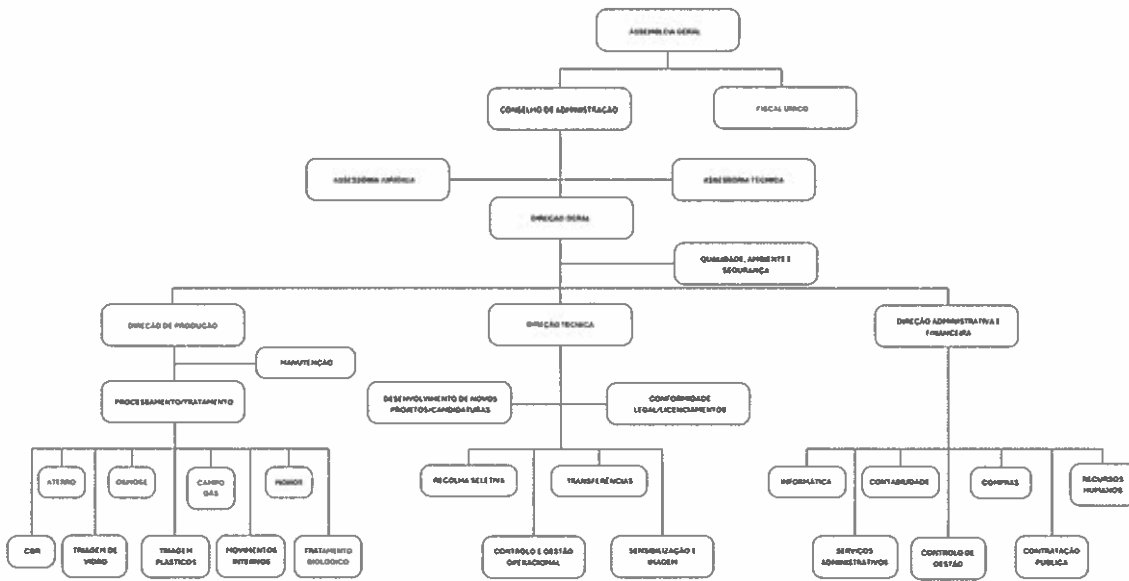 ASSEMBLEIA GERAL
CONSELHO DE ADMINISTRAÇÃO
FISCAL ÚNICO
ASSESSORIA JURÍDICA
ASSESSORIA TÉCNICA
DIREÇÃO GERAL
QUALIDADE, AMBIENTE E
SEGURANÇA
DIREÇÃO DE PRODUÇÃO
DIREÇÃO TÉCNICA
DIREÇÃO ADMINISTRATIVA E
FINANCEIRA
MANUTENÇÃO
PROCESSAMENTO/TRATAMENTO
DESENVOLVIMENTO DE NOVOS
PROJETOS/CANDIDATURAS
CONFORMIDADE
LEGAL/LICENCIAMENTOS
ATERRO
OSMOSE
CAMPO
GÁS
RECOLHA SELETIVA
TRANSFERÊNCIAS
INFORMÁTICA
CONTABILIDADE
COMPRAS
RECURSOS
HUMANOS
CDR
TRIAGEM DE
VIDRO
TRIAGEM
PLÁSTICOS
MOVIMENTOS
INTERNOS
TRATAMENTO
BIOLÓGICO
CONTROLO E GESTÃO
OPERACIONAL
SENSIBILIZAÇÃO E
IMAGEM
SERVIÇOS
ADMINISTRATIVOS
CONTROLO DE
GESTÃO
CONTRATAÇÃO
PÚBLICA